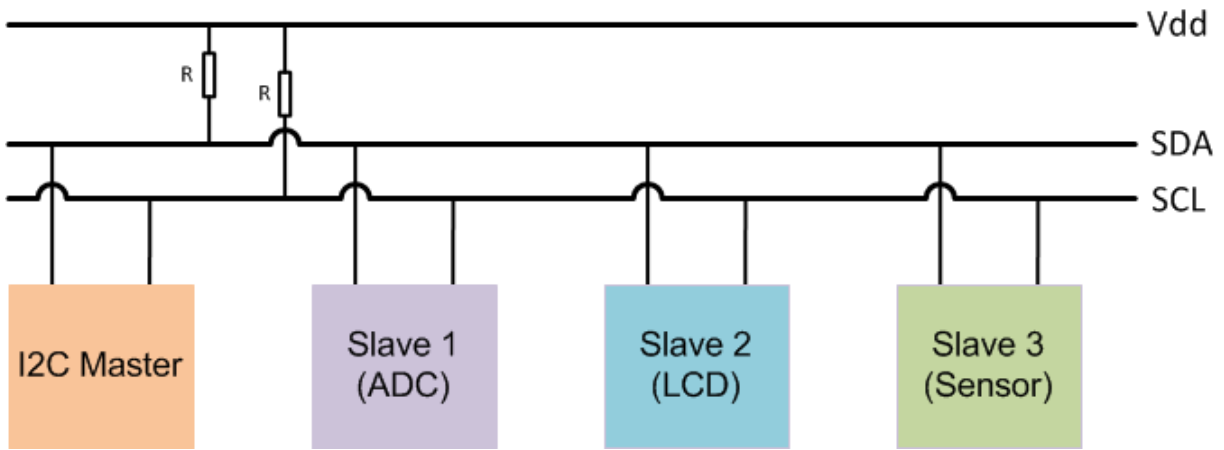 Vdd
R
R
SDA
SCL
I2C Master
Slave 1
(ADC)
Slave 2
(LCD)
Slave 3
(Sensor)